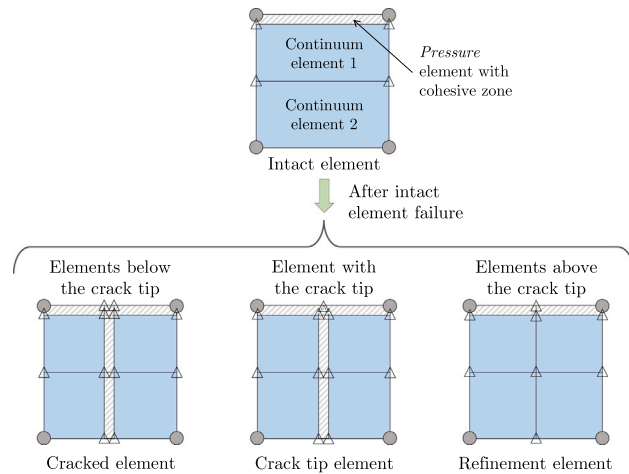 Continuum
element 1
Pressure
element with
cohesive zone
Continuum
element 2
Intact element
After intact
element failure
Elements below
the crack tip
Element with
the crack tip
Elements above
the crack tip
Cracked element
Crack tip element
Refinement element